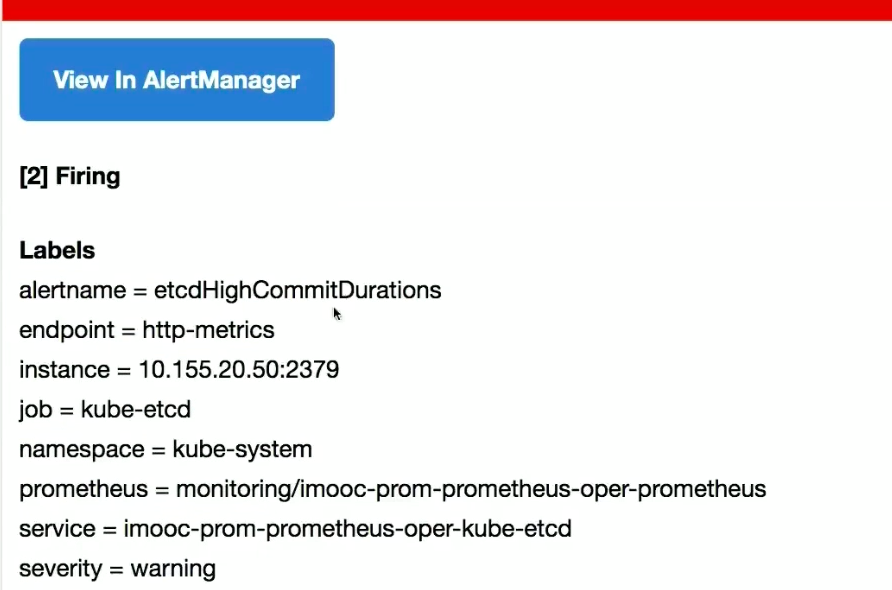 View In AlertManager
[2] Firing
Labels
alertname = etcdHighCommitDurations
endpoint = http-metrics
instance = 10.155.20.50:2379
job = kube-etcd
namespace = kube-system
prometheus = monitoring/imooc-prom-prometheus-oper-prometheus
service = imooc-prom-prometheus-oper-kube-etcd
severity = warning